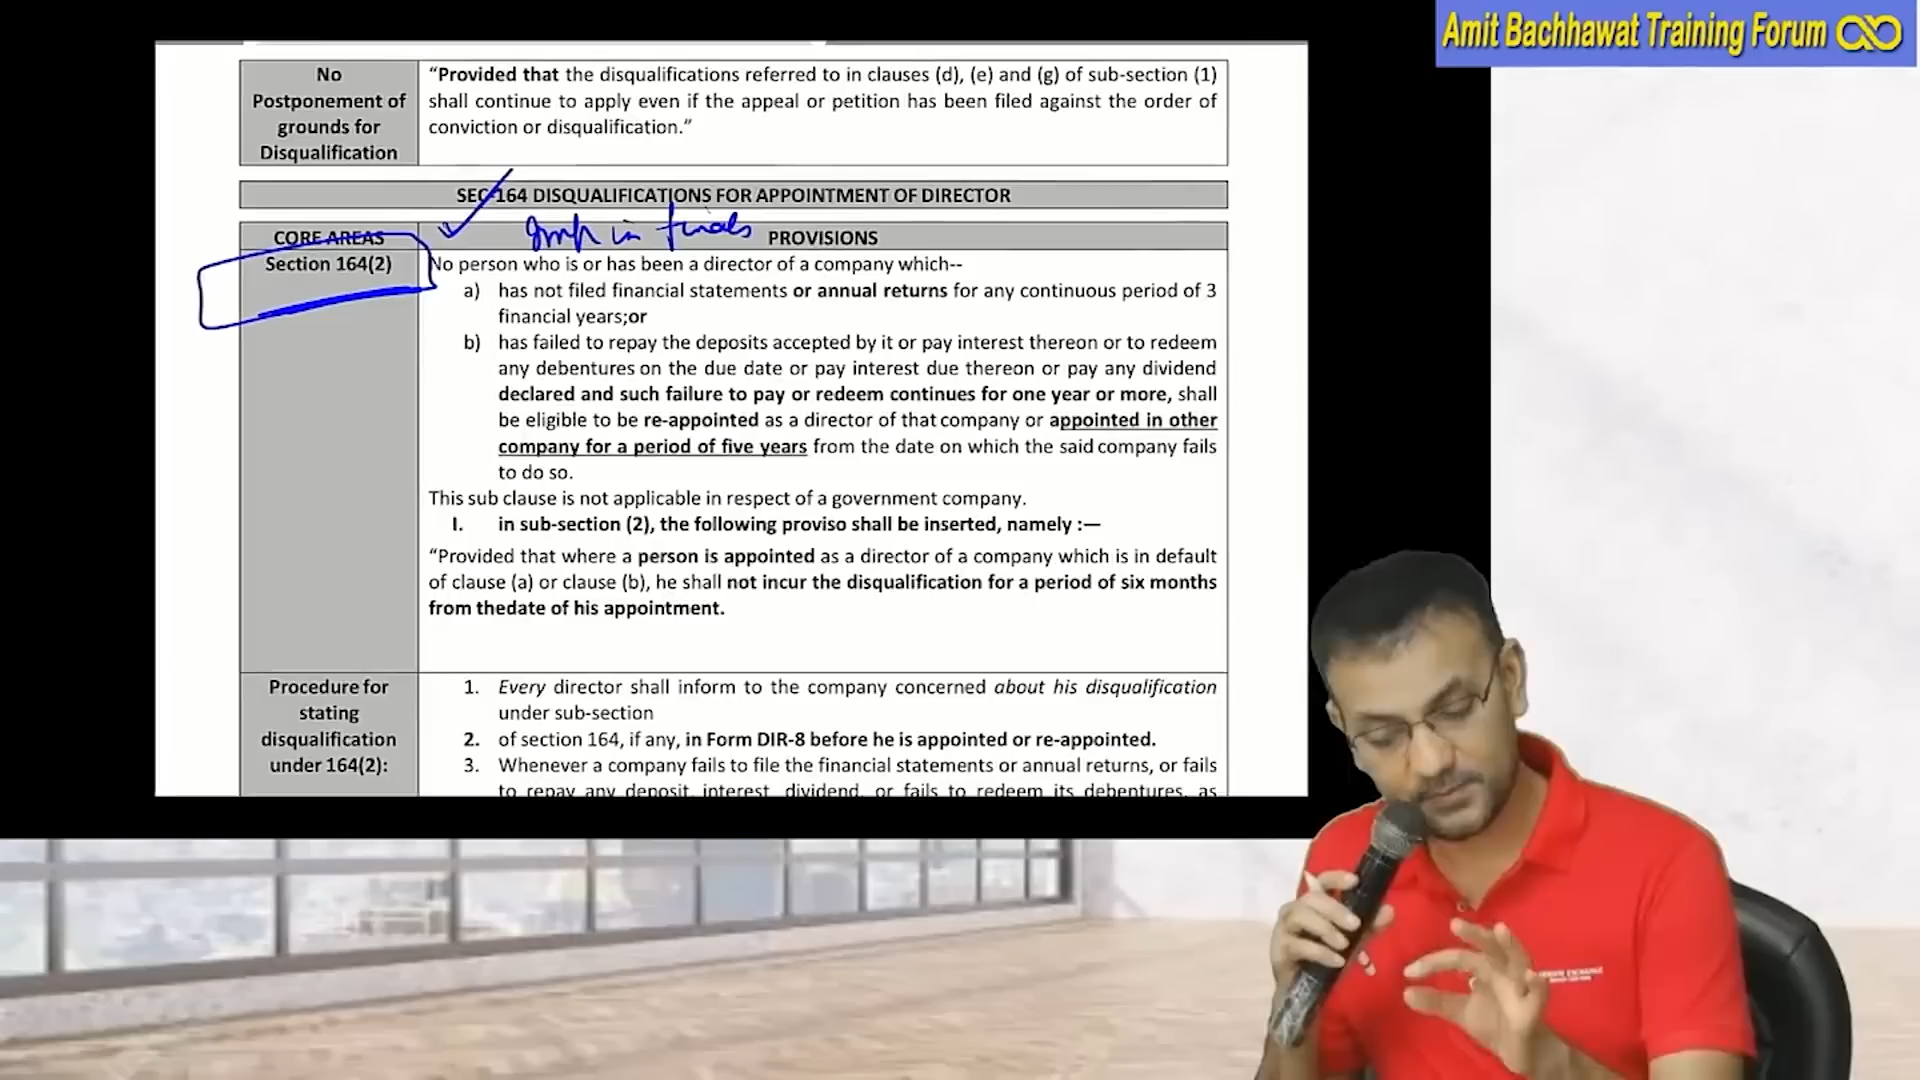 Amit Bachhawat Training Forum
No
Postponement of
grounds for
Disqualification
“Provided that the disqualifications referred to in clauses (d), (e) and (g) of sub-section (1)
shall continue to apply even if the appeal or petition has been filed against the order of
conviction or disqualification.”
SEC 164 DISQUALIFICATIONS FOR APPOINTMENT OF DIRECTOR
Imp in finals
CORE AREAS
PROVISIONS
Section 164(2)
No person who is or has been a director of a company which--
a) has not filed financial statements or annual returns for any continuous period of 3
financial years;or
b) has failed to repay the deposits accepted by it or pay interest thereon or to redeem
any debentures on the due date or pay interest due thereon or pay any dividend
declared and such failure to pay or redeem continues for one year or more, shall
be eligible to be re-appointed as a director of that company or appointed in other
company for a period of five years from the date on which the said company fails
to do so.
This sub clause is not applicable in respect of a government company.
I. in sub-section (2), the following proviso shall be inserted, namely :—
“Provided that where a person is appointed as a director of a company which is in default
of clause (a) or clause (b), he shall not incur the disqualification for a period of six months
from thedate of his appointment.
Procedure for
stating
disqualification
under 164(2):
1. Every director shall inform to the company concerned about his disqualification
under sub-section
2. of section 164, if any, in Form DIR-8 before he is appointed or re-appointed.
3. Whenever a company fails to file the financial statements or annual returns, or fails
to repay any deposit, interest, dividend, or fails to redeem its debentures, as